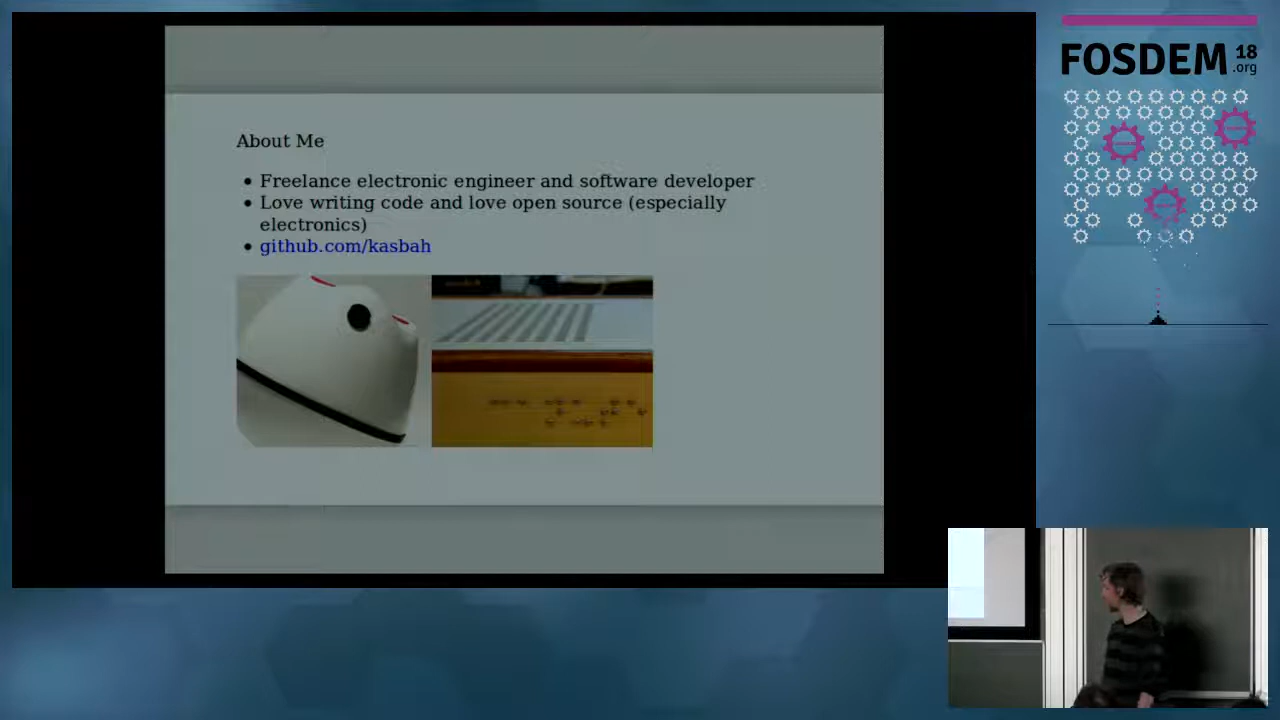 FOSDEM 18
.org
About Me
• Freelance electronic engineer and software developer
• Love writing code and love open source (especially
electronics)
• github.com/kasbah